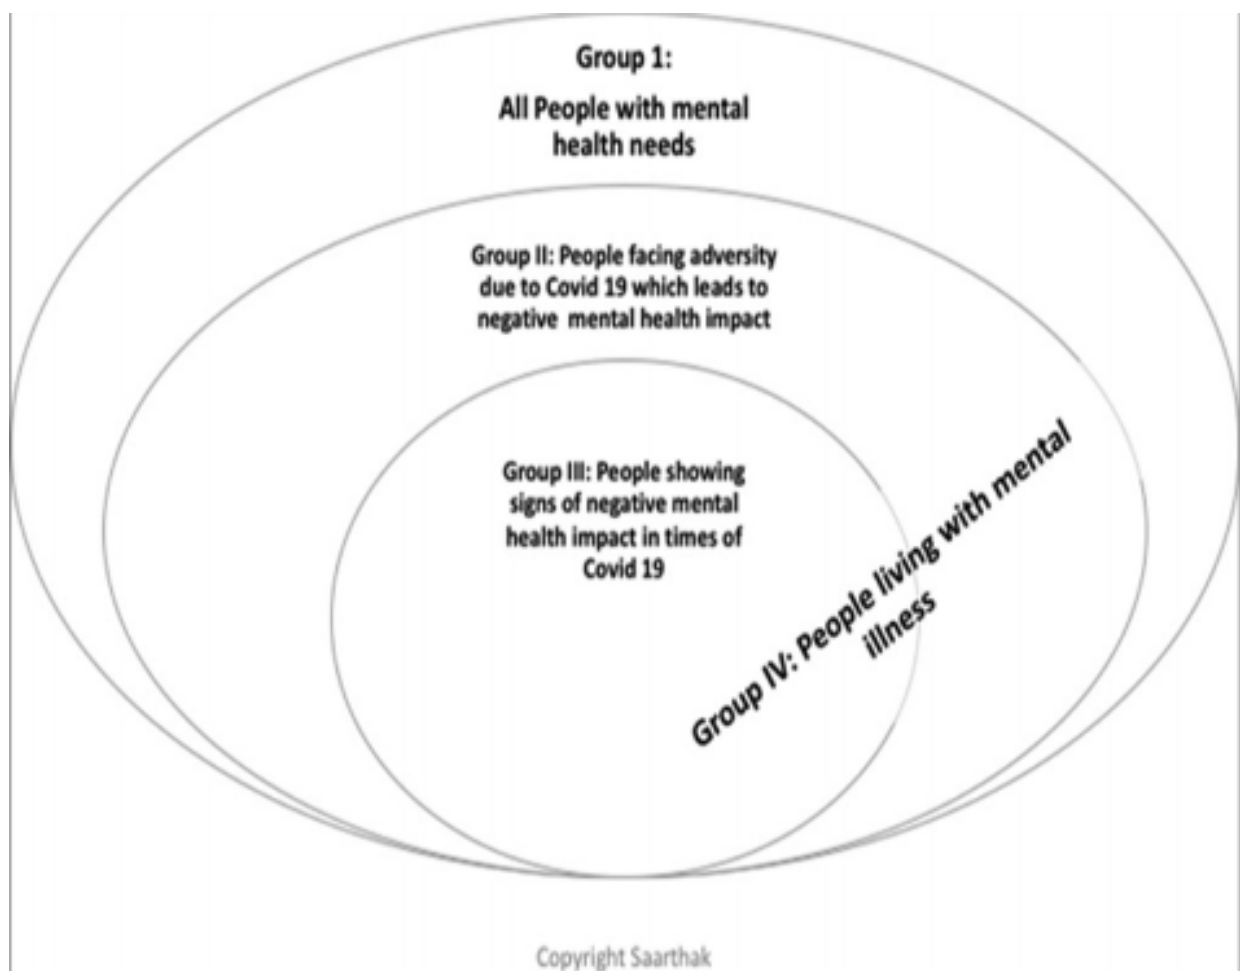 Group 1:
All People with mental
health needs
Group II: People facing adversity
due to Covid 19 which leads to
negative mental health impact
Group III: People showing
signs of negative mental
health impact in times of
Covid 19
Group IV: People living with mental
illness
Copyright Saarthak